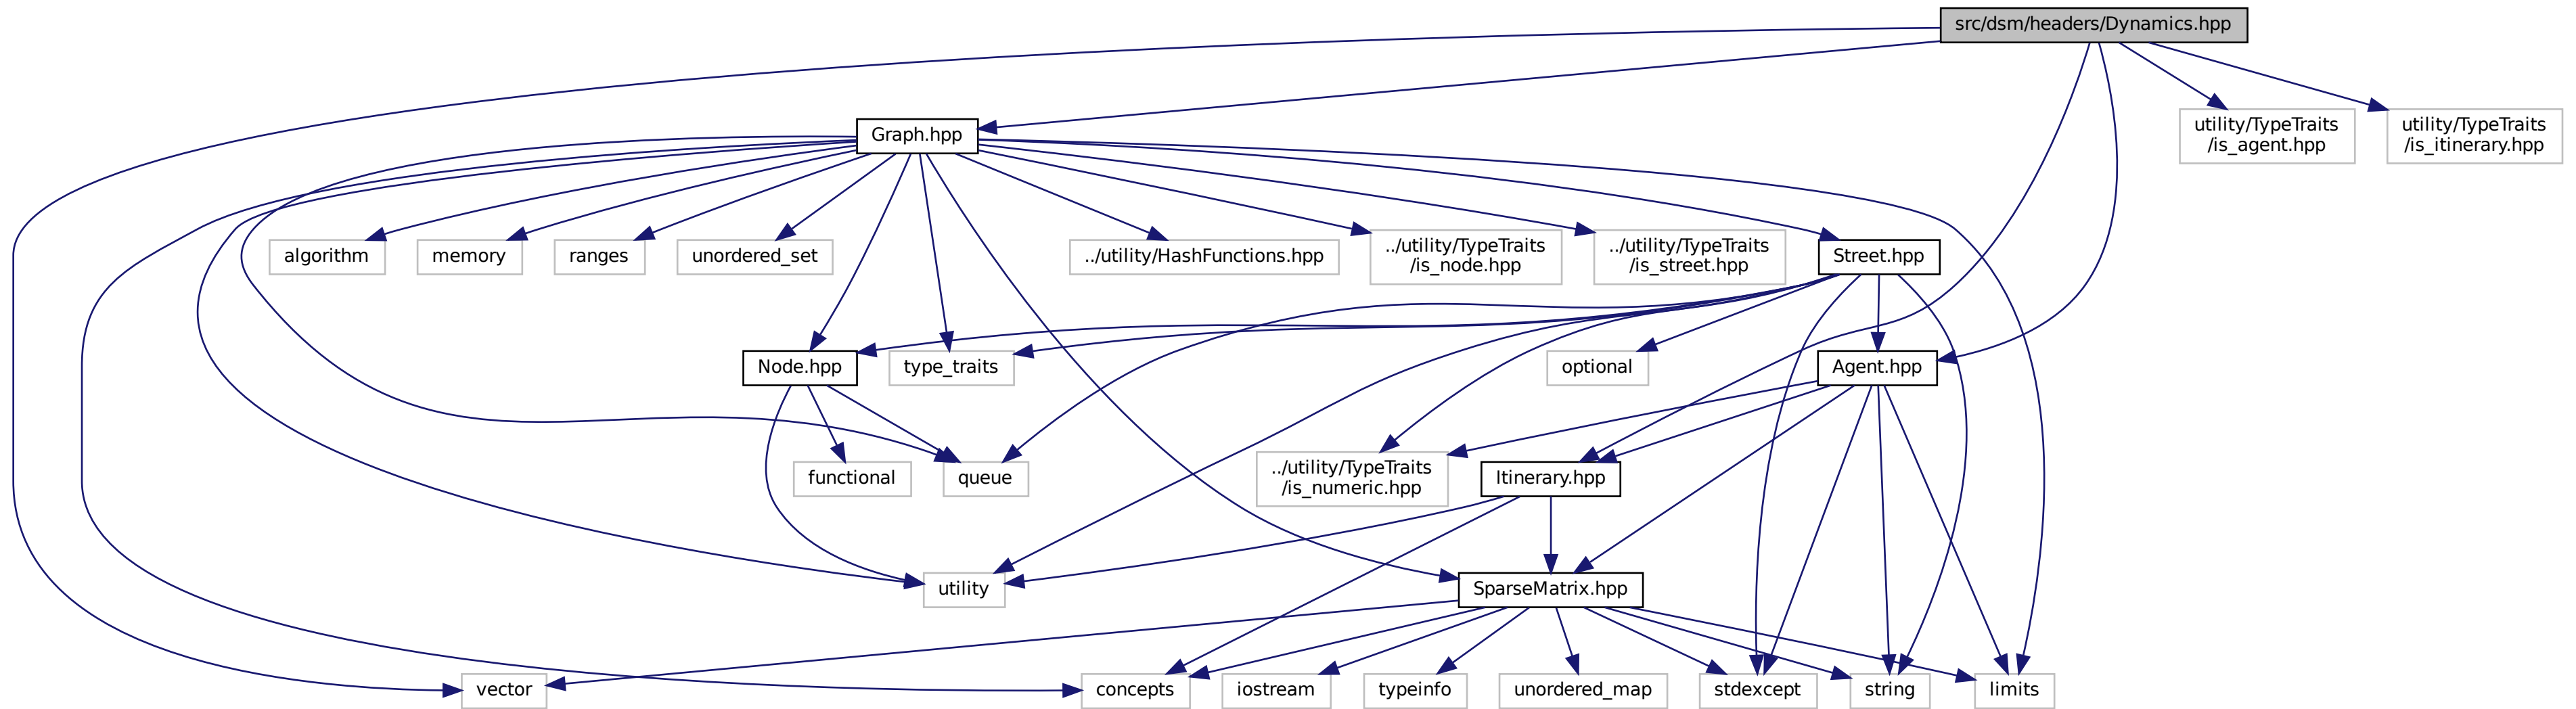 src/dsm/headers/Dynamics.hpp
Graph.hpp
utility/TypeTraits
/is_agent.hpp
utility/TypeTraits
/is_itinerary.hpp
algorithm
memory
ranges
unordered_set
../utility/HashFunctions.hpp
../utility/TypeTraits
/is_node.hpp
../utility/TypeTraits
/is_street.hpp
Street.hpp
Node.hpp
type_traits
optional
Agent.hpp
functional
queue
../utility/TypeTraits
/is_numeric.hpp
Itinerary.hpp
utility
SparseMatrix.hpp
vector
concepts
iostream
typeinfo
unordered_map
stdexcept
string
limits